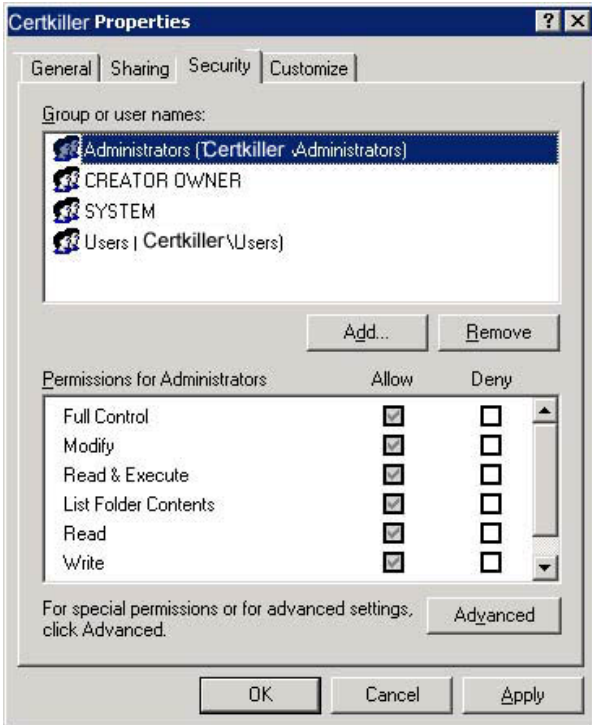 Certkiller Properties ? X
General Sharing Security Customize
Group or user names:
Administrators (TCertkiller \Administrators)
CREATOR OWNER
SYSTEM
Users ( Certkiller\Users)
Add... Remove
Permissions for Administrators Allow Deny
Full Control
Modify
Read & Execute
List Folder Contents
Read
Write
For special permissions or for advanced settings,
click Advanced.
Advanced
OK Cancel Apply